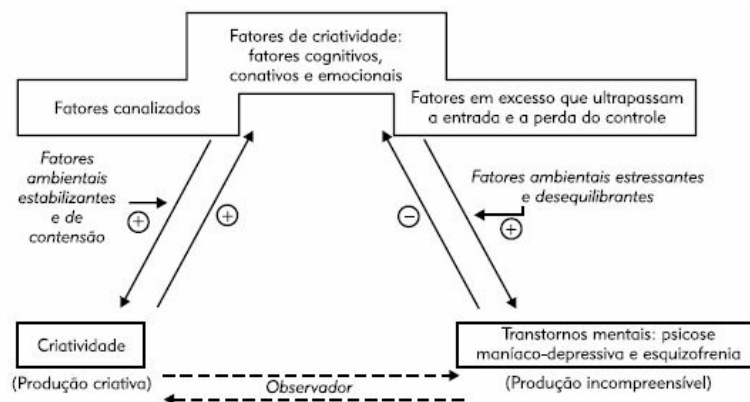 Fatores de criatividade:
fatores cognitivos,
conativos e emocionais
Fatores canalizados
Fatores em excesso que ultrapassam
a entrada e a perda do controle
Fatores
ambientais
estabilizantes
e de
contensão
+
+
−
+
Fatores ambientais estressantes
e desequilibrantes
Criatividade
(Produção criativa)
Observador
Transtornos mentais: psicose
maníaco-depressiva e esquizofrenia
(Produção incompreensível)